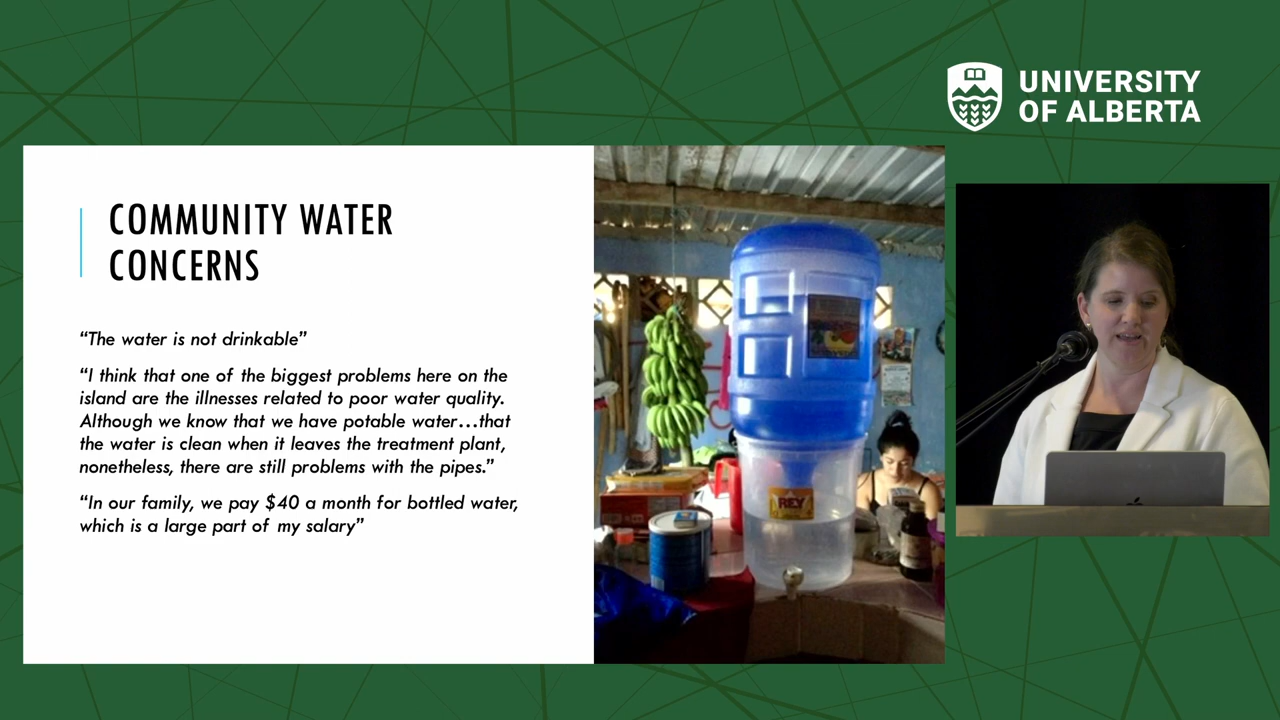 UNIVERSITY
OF ALBERTA
COMMUNITY WATER
CONCERNS
“The water is not drinkable”
“I think that one of the biggest problems here on the
island are the illnesses related to poor water quality.
Although we know that we have potable water…that
the water is clean when it leaves the treatment plant,
nonetheless, there are still problems with the pipes.”
“In our family, we pay $40 a month for bottled water,
which is a large part of my salary”
REY